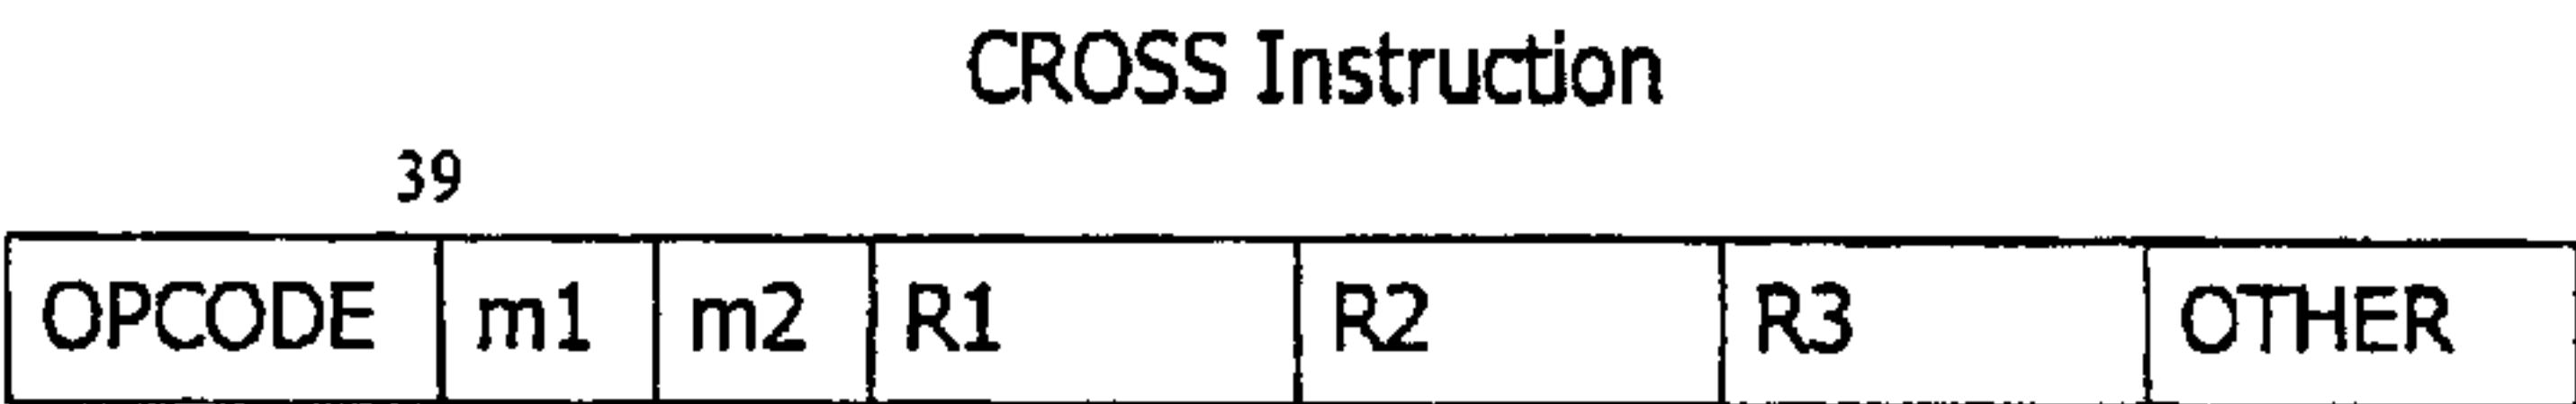 CROSS Instruction
39
OPCODE m1 m2 R1 R2 R3 OTHER